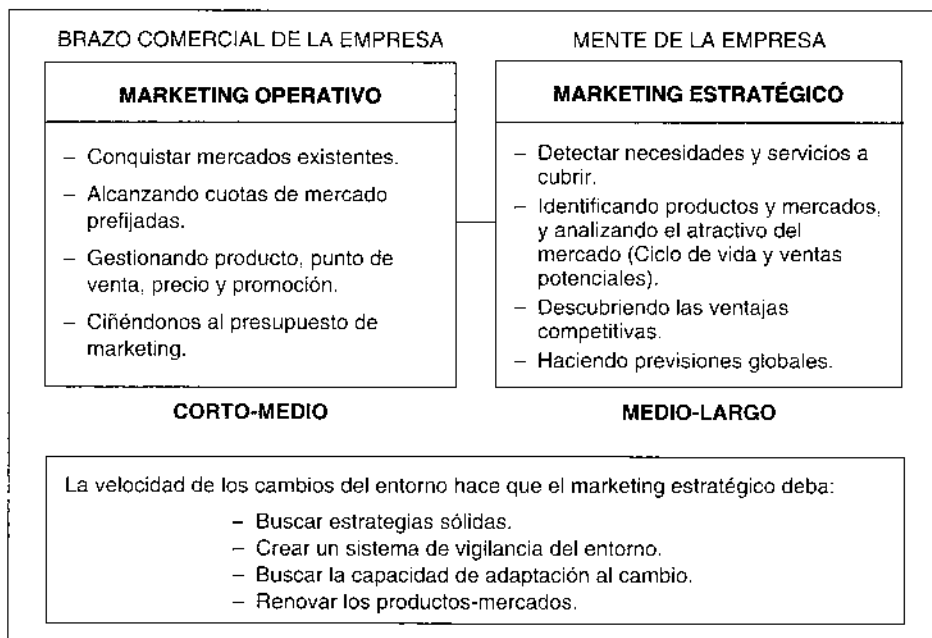 BRAZO COMERCIAL DE LA EMPRESA
MARKETING OPERATIVO
– Conquistar mercados existentes.
– Alcanzando cuotas de mercado
prefijadas.
– Gestionando producto, punto de
venta, precio y promoción.
– Ciñéndonos al presupuesto de
marketing.
CORTO-MEDIO
MENTE DE LA EMPRESA
MARKETING ESTRATÉGICO
– Detectar necesidades y servicios a
cubrir.
– Identificando productos y mercados,
y analizando el atractivo del
mercado (Ciclo de vida y ventas
potenciales).
– Descubriendo las ventajas
competitivas.
– Haciendo previsiones globales.
MEDIO-LARGO
La velocidad de los cambios del entorno hace que el marketing estratégico deba:
– Buscar estrategias sólidas.
– Crear un sistema de vigilancia del entorno.
– Buscar la capacidad de adaptación al cambio.
– Renovar los productos-mercados.